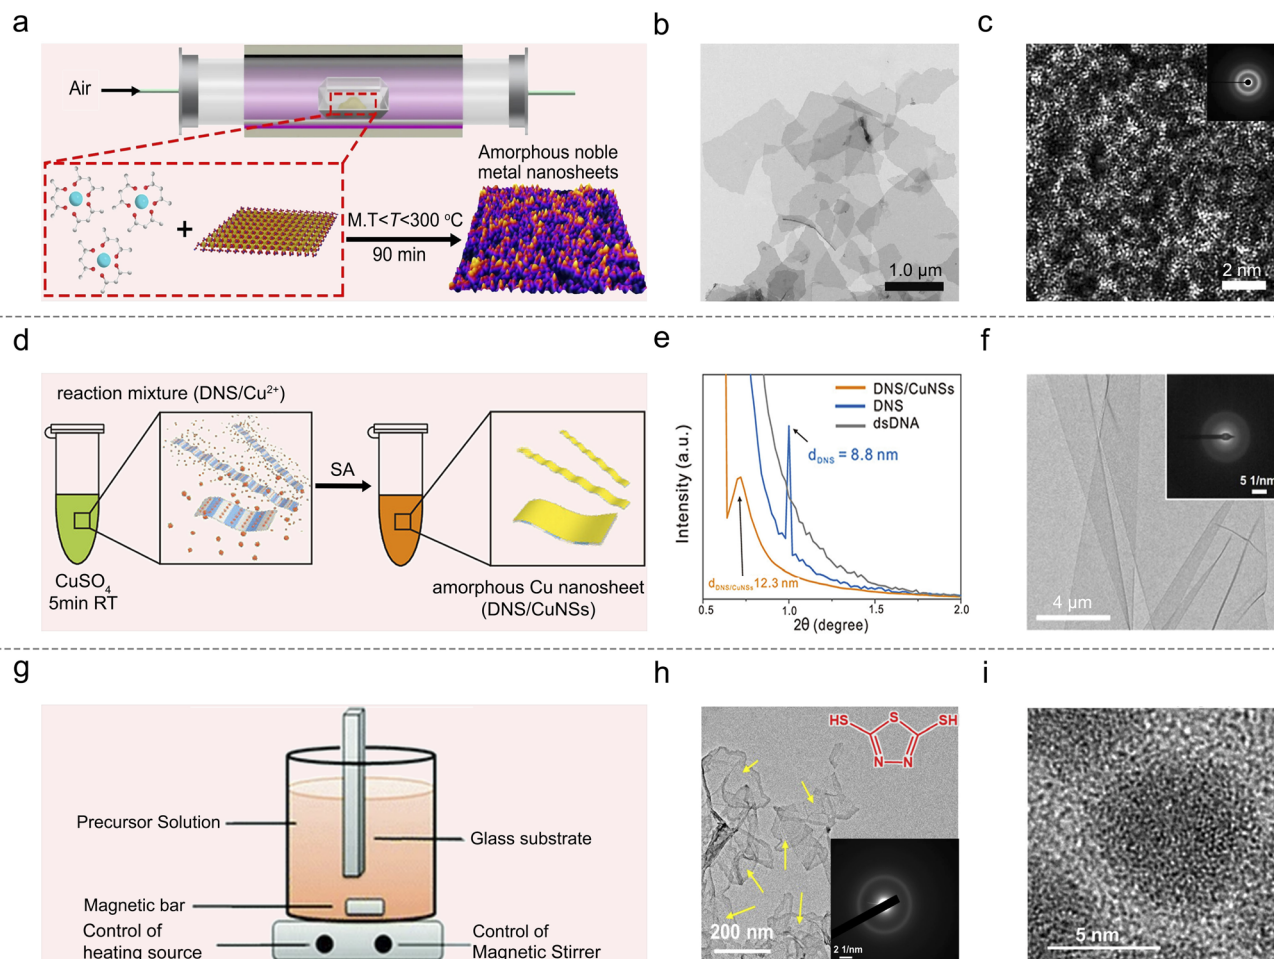 a
Air
Amorphous noble
metal nanosheets
+
M.T<T<300 °C
90 min
b
1.0 μm
c
2 nm
d
reaction mixture (DNS/Cu²⁺)
SA
CuSO₄
5min RT
amorphous Cu nanosheet
(DNS/CuNSs)
e
DNS/CuNSs
DNS
dsDNA
d_DNS = 8.8 nm
d_DNS/CuNSs 12.3 nm
Intensity (a.u.)
0.5 1.0 1.5 2.0
2θ (degree)
f
5 1/nm
4 μm
g
Precursor Solution
Glass substrate
Magnetic bar
Control of
heating source
Control of
Magnetic Stirrer
h
HS S SH
N N
200 nm
2 1/nm
i
5 nm